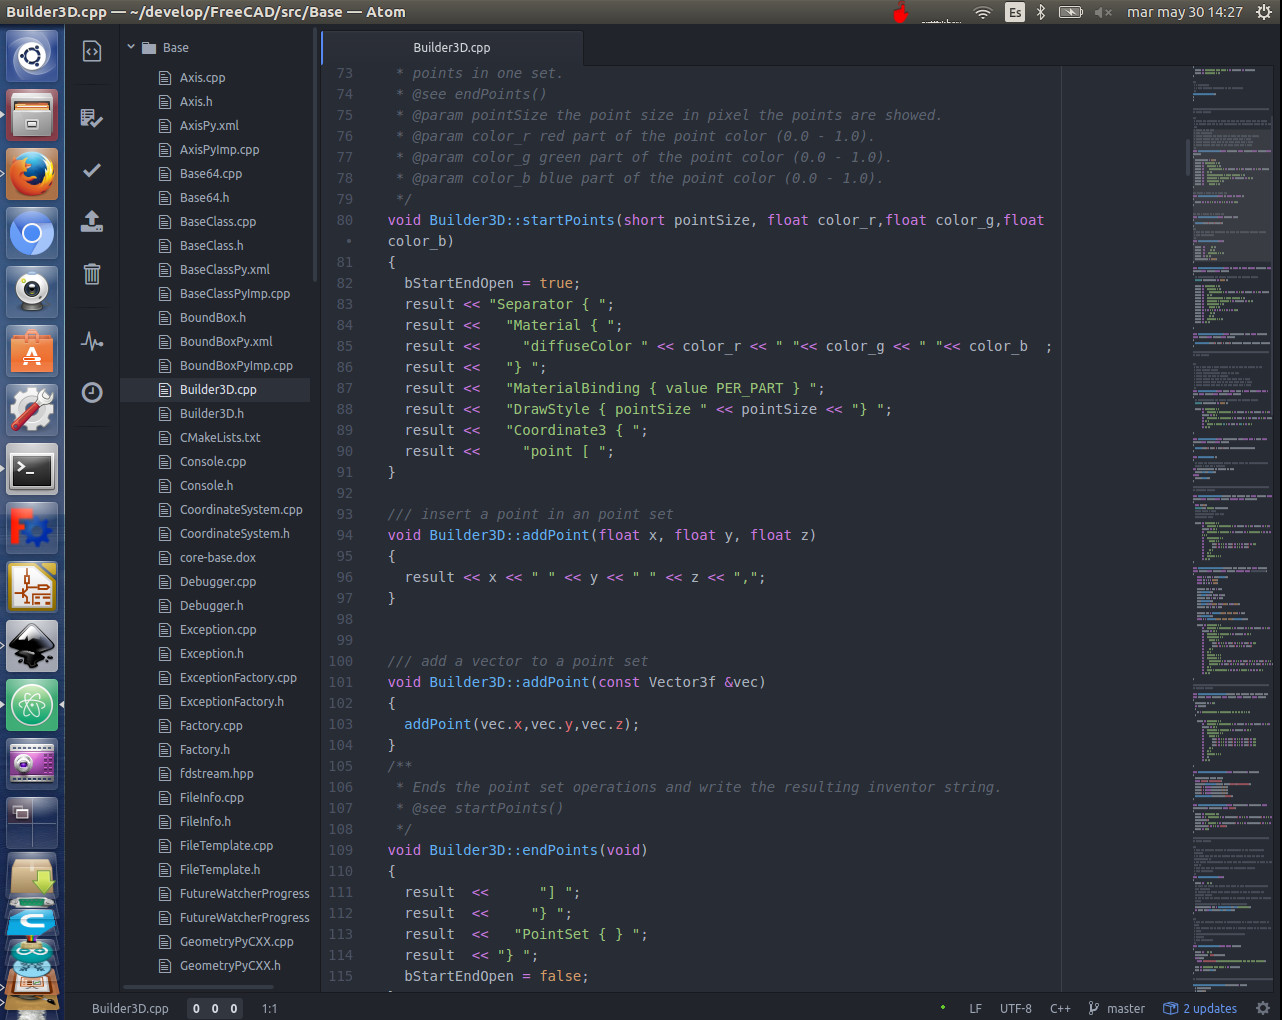 Builder3D.cpp — ~/develop/FreeCAD/src/Base — Atom
Es
mar may 30 14:27
Base
Axis.cpp
Axis.h
AxisPy.xml
AxisPyImp.cpp
Base64.cpp
Base64.h
BaseClass.cpp
BaseClass.h
BaseClassPy.xml
BaseClassPyImp.cpp
BoundBox.h
BoundBoxPy.xml
BoundBoxPyImp.cpp
Builder3D.cpp
Builder3D.h
CMakeLists.txt
Console.cpp
Console.h
CoordinateSystem.cpp
CoordinateSystem.h
core-base.dox
Debugger.cpp
Debugger.h
Exception.cpp
Exception.h
ExceptionFactory.cpp
ExceptionFactory.h
Factory.cpp
Factory.h
fdstream.hpp
FileInfo.cpp
FileInfo.h
FileTemplate.cpp
FileTemplate.h
FutureWatcherProgress
FutureWatcherProgress
GeometryPyCXX.cpp
GeometryPyCXX.h
Builder3D.cpp
73 * points in one set.
74 * @see endPoints()
75 * @param pointSize the point size in pixel the points are showed.
76 * @param color_r red part of the point color (0.0 - 1.0).
77 * @param color_g green part of the point color (0.0 - 1.0).
78 * @param color_b blue part of the point color (0.0 - 1.0).
79 */
80 void Builder3D::startPoints(short pointSize, float color_r,float color_g,float
• color_b)
81 {
82 bStartEndOpen = true;
83 result << "Separator { ";
84 result <<   "Material { ";
85 result <<     "diffuseColor " << color_r << " "<< color_g << " "<< color_b  ;
86 result <<   "} ";
87 result <<   "MaterialBinding { value PER_PART } ";
88 result <<   "DrawStyle { pointSize " << pointSize << "} ";
89 result <<   "Coordinate3 { ";
90 result <<     "point [ ";
91 }
92
93 /// insert a point in an point set
94 void Builder3D::addPoint(float x, float y, float z)
95 {
96 result << x << " " << y << " " << z << ",";
97 }
98
99
100 /// add a vector to a point set
101 void Builder3D::addPoint(const Vector3f &vec)
102 {
103 addPoint(vec.x,vec.y,vec.z);
104 }
105 /**
106 * Ends the point set operations and write the resulting inventor string.
107 * @see startPoints()
108 */
109 void Builder3D::endPoints(void)
110 {
111 result  <<      "] ";
112 result  <<     "} ";
113 result  <<   "PointSet { } ";
114 result  << "} ";
115 bStartEndOpen = false;
Builder3D.cpp 0 0 0 1:1 LF UTF-8 C++ master 2 updates